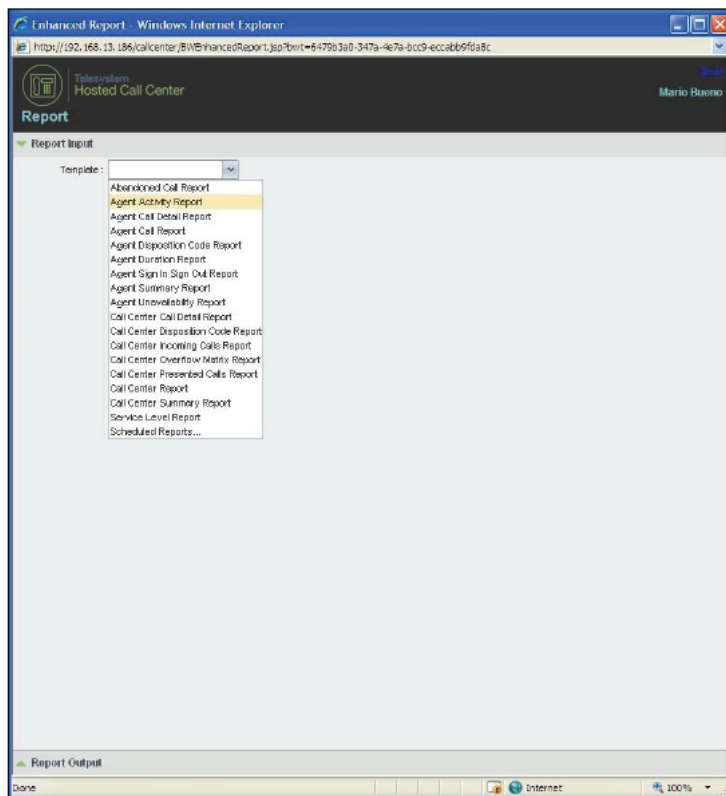 Enhanced Report - Windows Internet Explorer
http://192.168.13.186/callcenter/BWEnhancedReport.jsp?bwct=6479b3a0-347a-4e7a-bcc9-eccabb9fda8c
Telesystem
Hosted Call Center
Mario Bueno
Report
Report Input
Template :
Abandoned Call Report
Agent Activity Report
Agent Call Detail Report
Agent Call Report
Agent Disposition Code Report
Agent Duration Report
Agent Sign In Sign Out Report
Agent Summary Report
Agent Unavailability Report
Call Center Call Detail Report
Call Center Disposition Code Report
Call Center Incoming Calls Report
Call Center Overflow Matrix Report
Call Center Presented Calls Report
Call Center Report
Call Center Summary Report
Service Level Report
Scheduled Reports...
Report Output
Done
Internet
100%